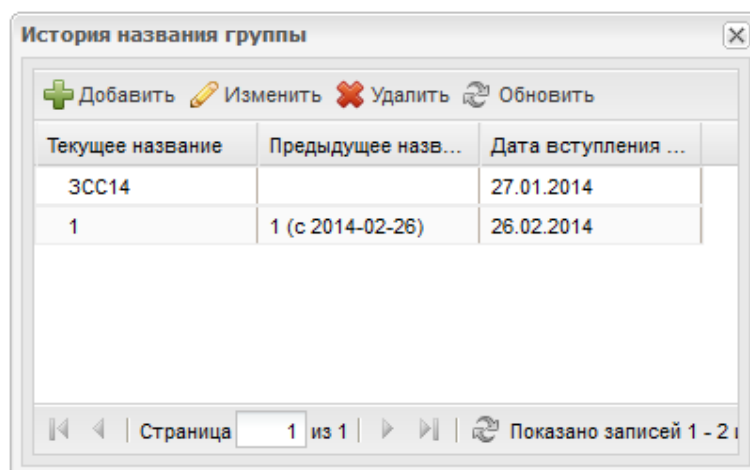 История названия группы
Добавить Изменить Удалить Обновить
Текущее название Предыдущее назв... Дата вступления ...
3СС14 27.01.2014
1 1 (с 2014-02-26) 26.02.2014
Страница 1 из 1 Показано записей 1 - 2